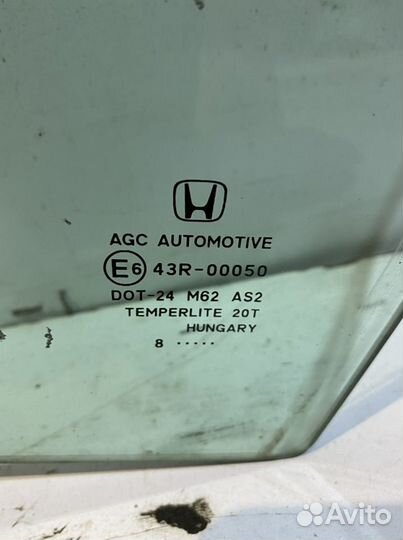 AGC AUTOMOTIVE
E6 43R-00050
DOT-24 M62 AS2
TEMPERLITE 20T
HUNGARY
8 .....
Avito